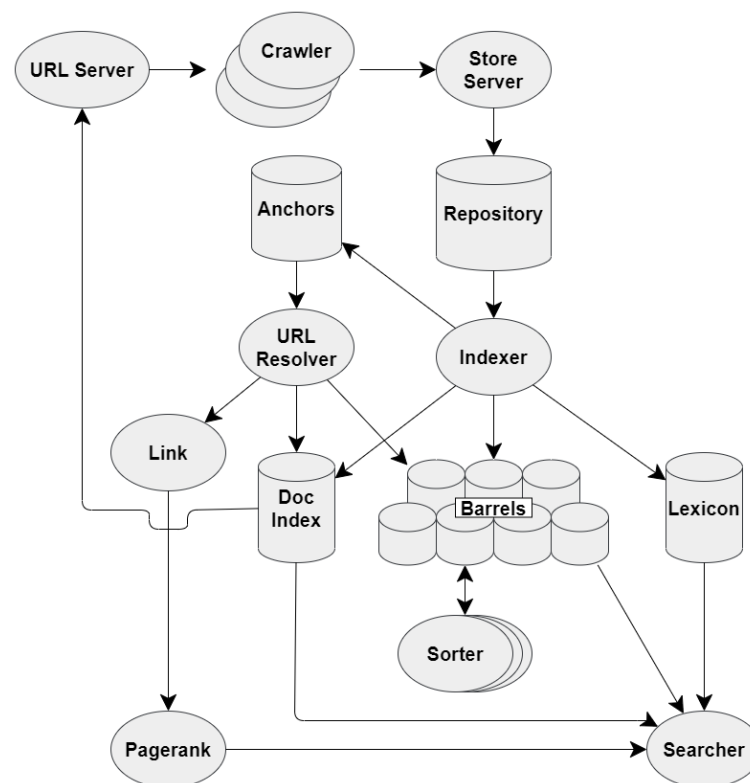 Crawler
URL Server
Store
Server
Anchors
Repository
URL
Resolver
Indexer
Link
Doc
Index
Barrels
Lexicon
Sorter
Pagerank
Searcher